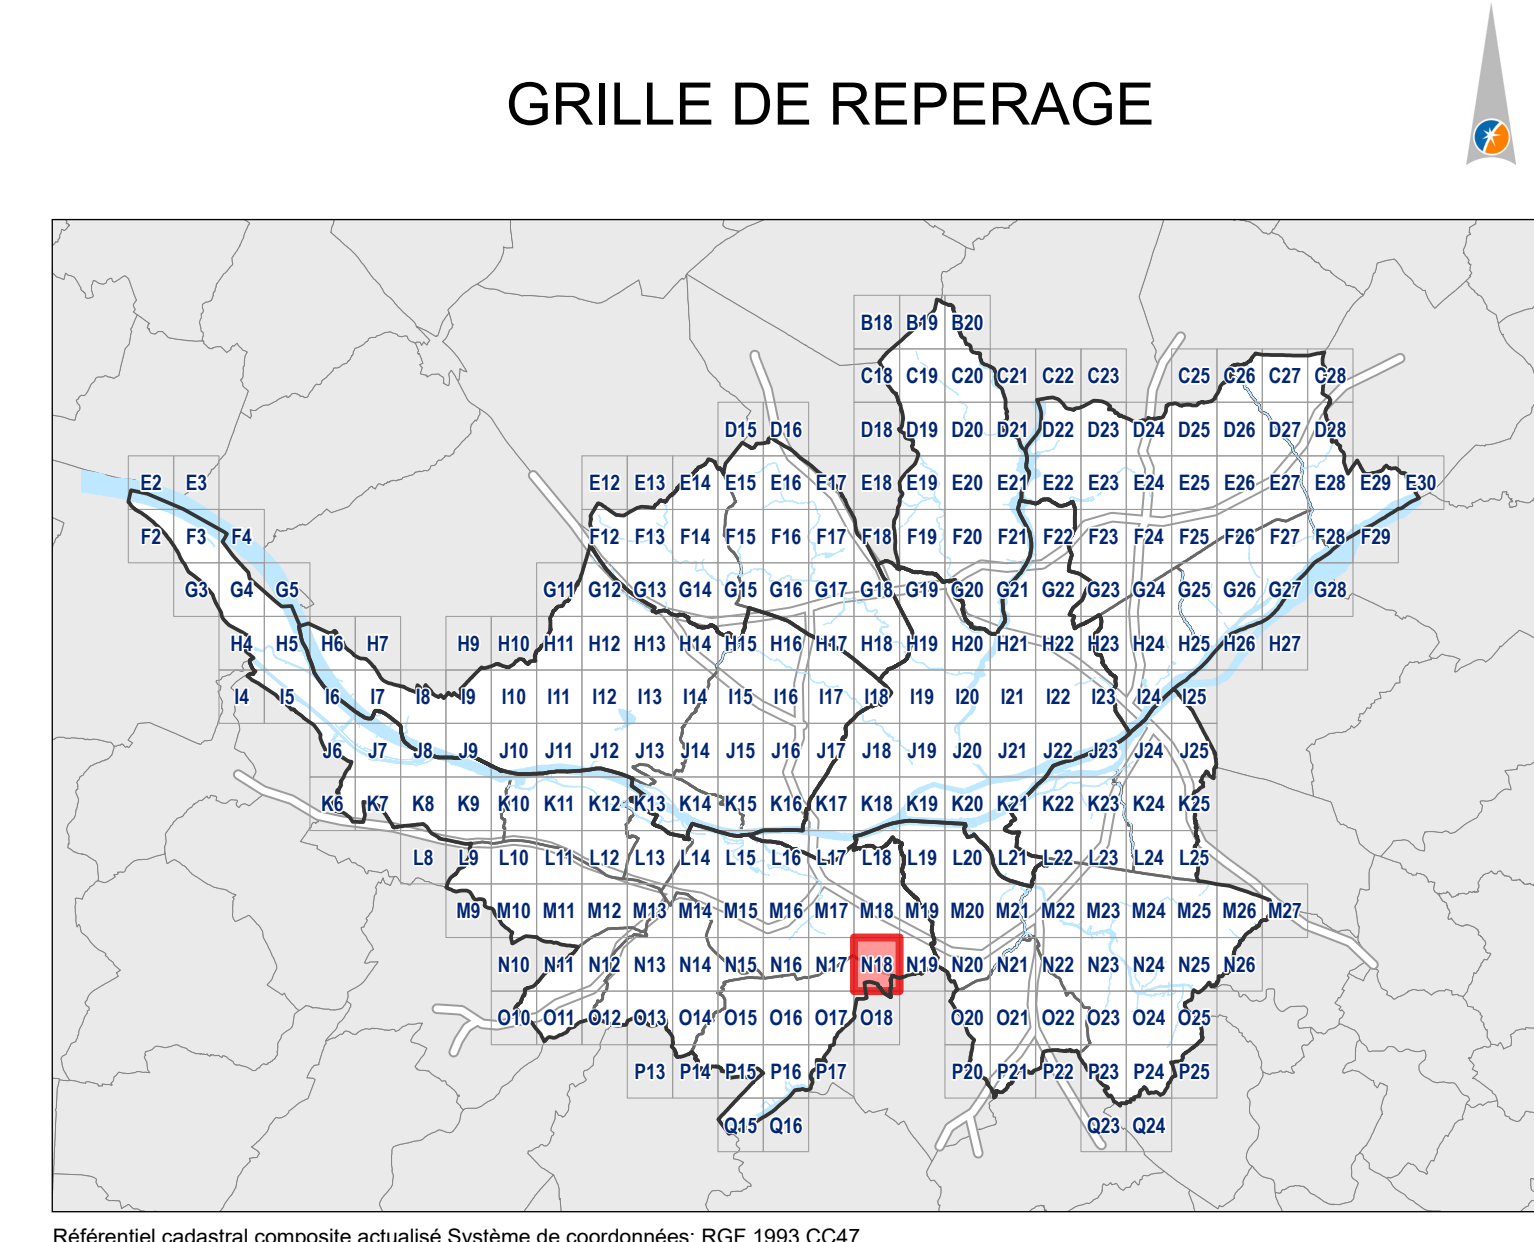 GRILLE DE REPERAGE
B18 B19 B20
C18 C19 C20 C21 C22 C23 C25 C26 C27 C28
D15 D16 D18 D19 D20 D21 D22 D23 D24 D25 D26 D27 D28
E2 E3 E12 E13 E14 E15 E16 E17 E18 E19 E20 E21 E22 E23 E24 E25 E26 E27 E28 E29 E30
F2 F3 F4 F12 F13 F14 F15 F16 F17 F18 F19 F20 F21 F22 F23 F24 F25 F26 F27 F28 F29
G3 G4 G5 G11 G12 G13 G14 G15 G16 G17 G18 G19 G20 G21 G22 G23 G24 G25 G26 G27 G28
H4 H5 H6 H7 H9 H10 H11 H12 H13 H14 H15 H16 H17 H18 H19 H20 H21 H22 H23 H24 H25 H26 H27
I4 I5 I6 I7 I8 I9 I10 I11 I12 I13 I14 I15 I16 I17 I18 I19 I20 I21 I22 I23 I24 I25
J6 J7 J8 J9 J10 J11 J12 J13 J14 J15 J16 J17 J18 J19 J20 J21 J22 J23 J24 J25
K6 K7 K8 K9 K10 K11 K12 K13 K14 K15 K16 K17 K18 K19 K20 K21 K22 K23 K24 K25
L8 L9 L10 L11 L12 L13 L14 L15 L16 L17 L18 L19 L20 L21 L22 L23 L24 L25
M9 M10 M11 M12 M13 M14 M15 M16 M17 M18 M19 M20 M21 M22 M23 M24 M25 M26 M27
N10 N11 N12 N13 N14 N15 N16 N17 N18 N19 N20 N21 N22 N23 N24 N25 N26
O10 O11 O12 O13 O14 O15 O16 O17 O18 O20 O21 O22 O23 O24 O25
P13 P14 P15 P16 P17 P20 P21 P22 P23 P24 P25
Q15 Q16 Q23 Q24
Référentiel cadastral composite actualisé Système de coordonnées: RGF 1993 CC47